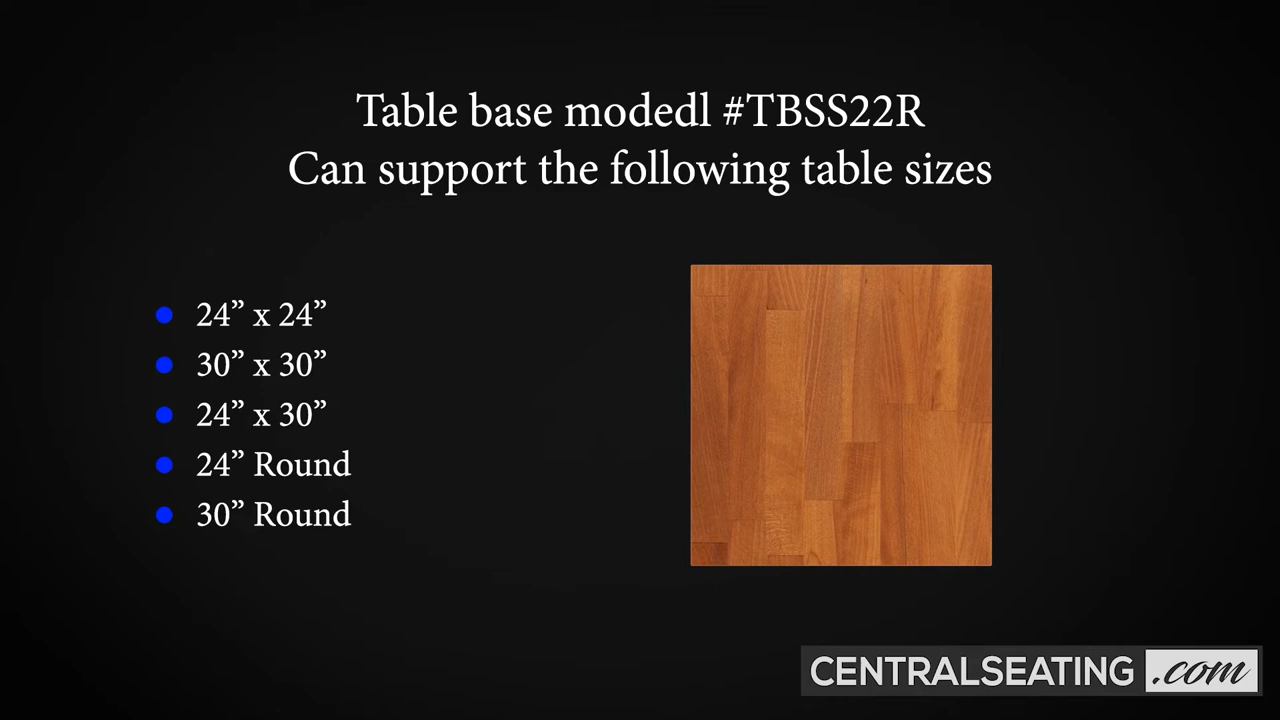 Table base modedl #TBSS22R
Can support the following table sizes
24” x 24”
30” x 30”
24” x 30”
24” Round
30” Round
CENTRALSEATING.com